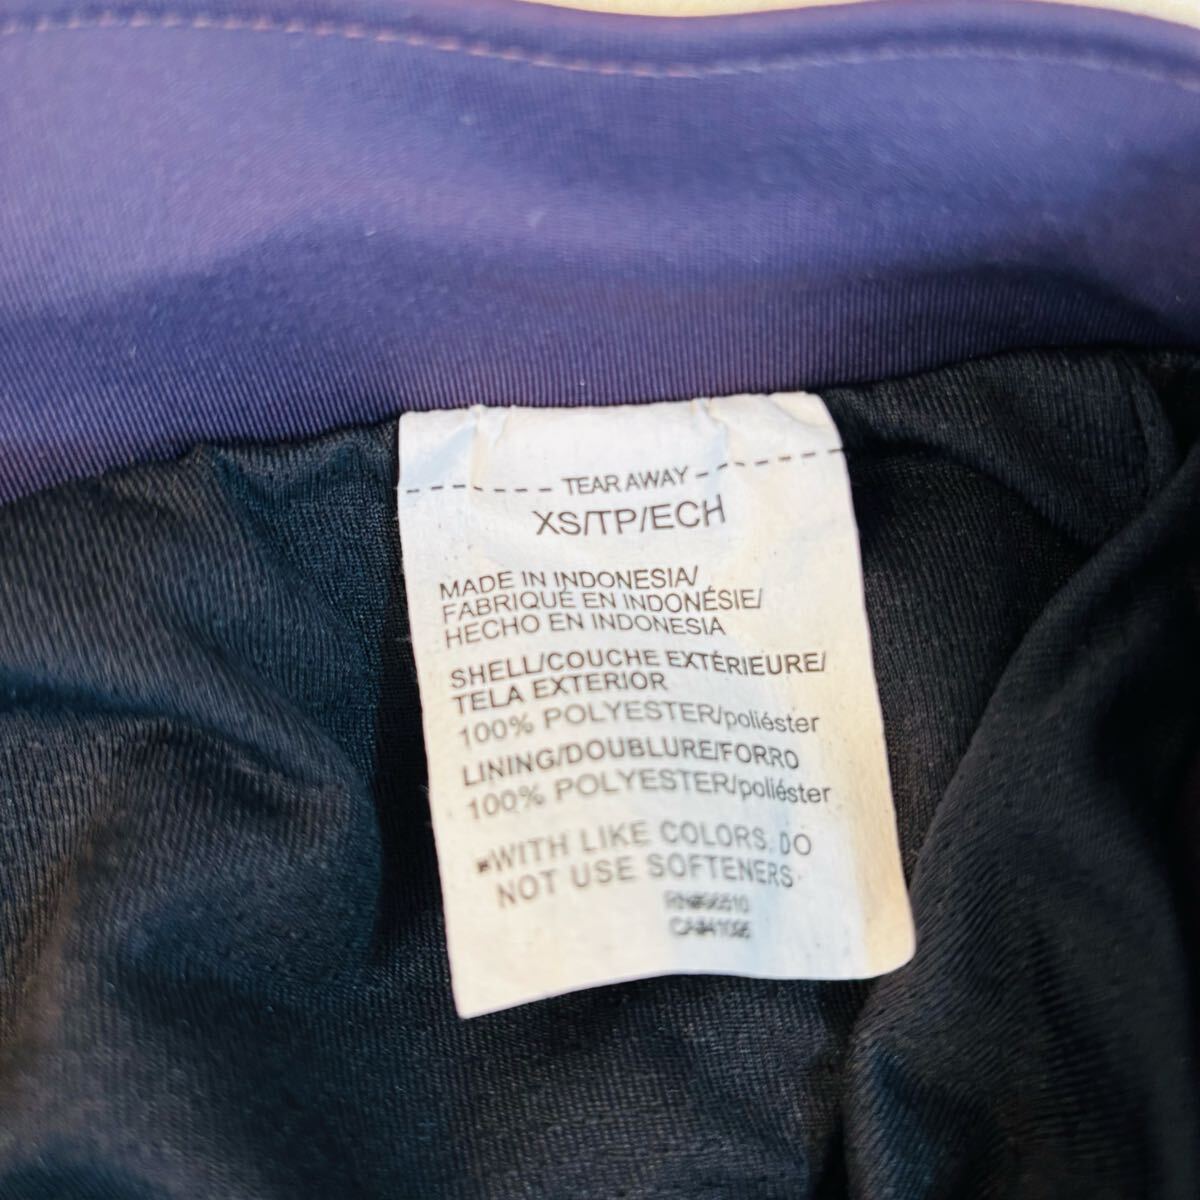 TEAR AWAY
XS/TP/ECH
MADE IN INDONESIA/
FABRIQUÉ EN INDONÉSIE/
HECHO EN INDONESIA
SHELL/COUCHE EXTÉRIEURE/
TELA EXTERIOR
100% POLYESTER/poliéster
LINING/DOUBLURE/FORRO
100% POLYESTER/poliéster
WITH LIKE COLORS, DO
NOT USE SOFTENERS